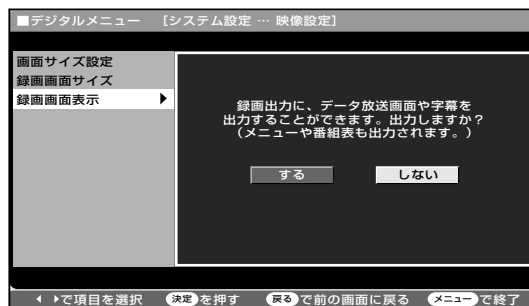 ■デジタルメニュー [システム設定 … 映像設定]
画面サイズ設定
録画画面サイズ
録画画面表示
録画出力に、データ放送画面や字幕を
出力することができます。出力しますか?
(メニューや番組表も出力されます。)
する しない
で項目を選択 決定を押す 戻るで前の画面に戻る メニューで終了